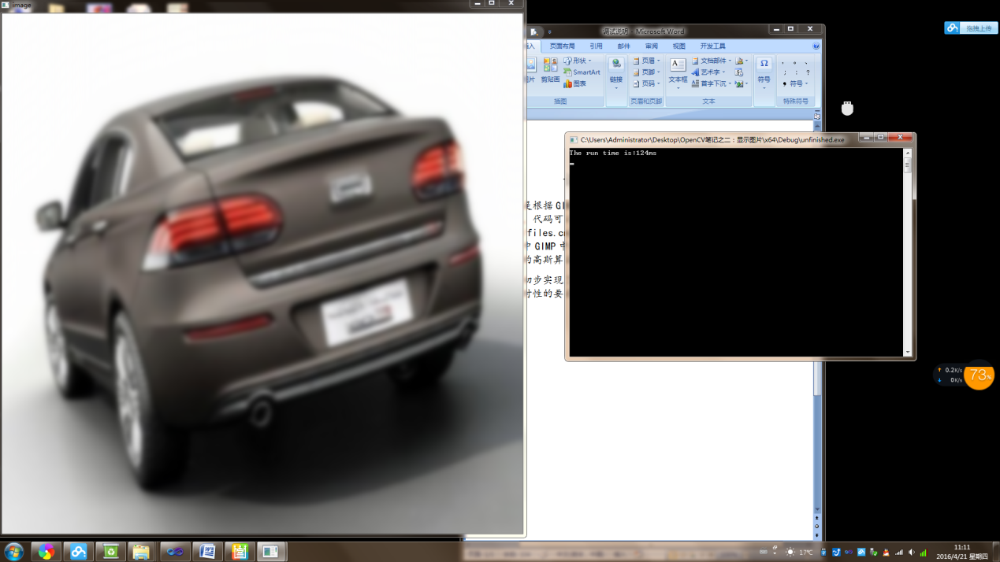 image
调试说明 - Microsoft Word
拖拽上传
入
页面布局
引用
邮件
审阅
视图
开发工具
片
剪贴画
形状
SmartArt
图表
链接
页眉
页脚
页码
文本框
文档部件
艺术字
首字下沉
符号
符号
插图
页眉和页脚
文本
特殊符号
C:\Users\Administrator\Desktop\OpenCV笔记之二：显示图片\x64\Debug\unfinished.exe
The run time is:124ms
是根据 GI
代码可
files.c
中 GIMP 中
的高斯算
初步实现
对性的要
0.2K/s
0K/s
73%
17℃
11:11
2016/4/21 星期四